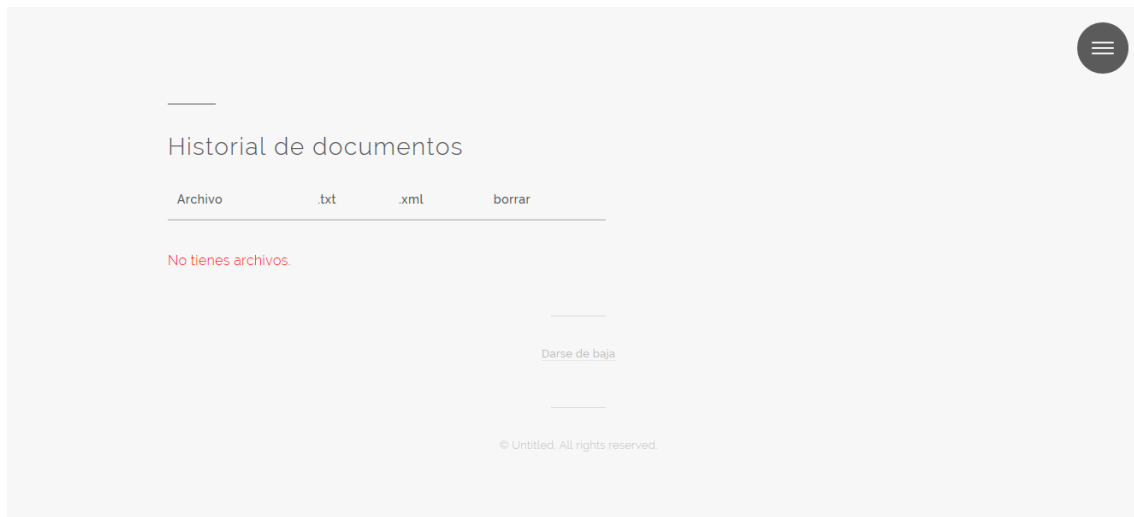 Historial de documentos
Archivo .txt .xml borrar
No tienes archivos.
Darse de baja
© Untitled. All rights reserved.